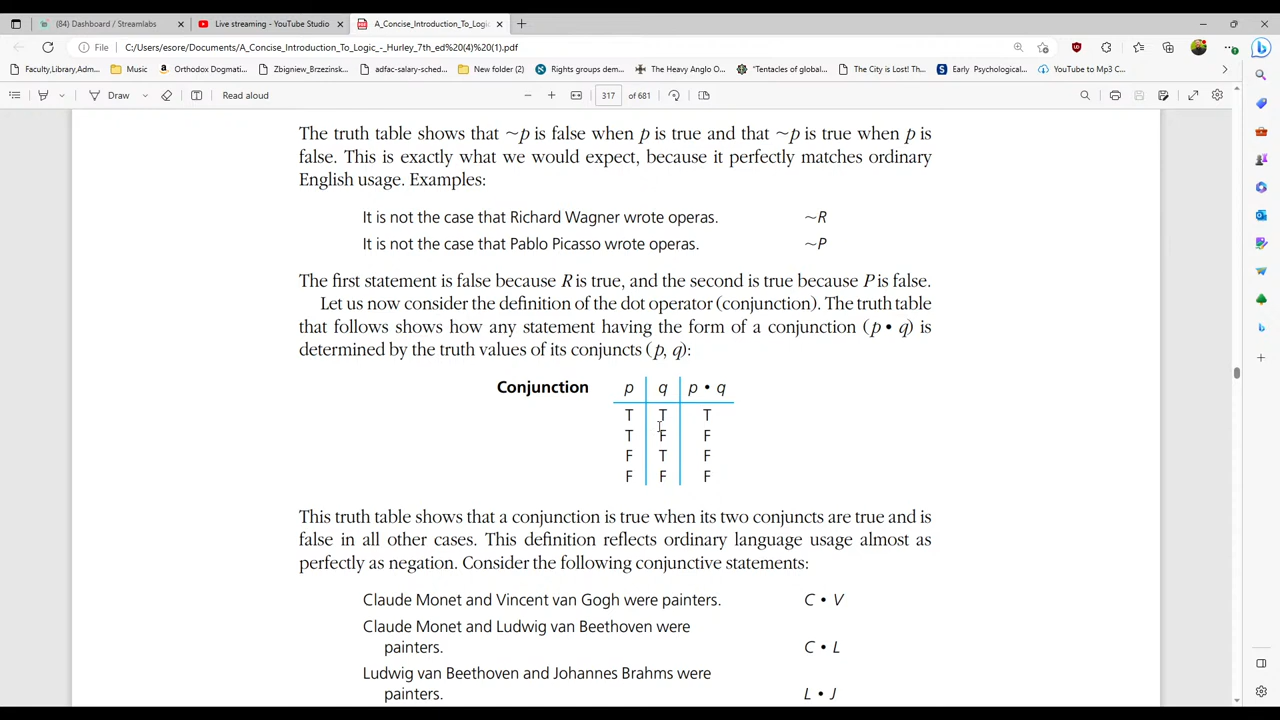 (84) Dashboard / Streamlabs
Live streaming - YouTube Studio
A_Concise_Introduction_To_Logic
File
C:/Users/esore/Documents/A_Concise_Introduction_To_Logic_-_Hurley_7th_ed%20(4)%20(1).pdf
Faculty,Library,Adm...
Music
Orthodox Dogmati...
Zbigniew_Brzezinsk...
adfac-salary-sched...
New folder (2)
Rights groups dem...
The Heavy Anglo O...
"Tentacles of global...
The City is Lost! Th...
Early Psychological...
YouTube to Mp3 C...
Draw
Read aloud
317 of 681
The truth table shows that ~p is false when p is true and that ~p is true when p is
false. This is exactly what we would expect, because it perfectly matches ordinary
English usage. Examples:
It is not the case that Richard Wagner wrote operas. ~R
It is not the case that Pablo Picasso wrote operas. ~P
The first statement is false because R is true, and the second is true because P is false.
Let us now consider the definition of the dot operator (conjunction). The truth table
that follows shows how any statement having the form of a conjunction (p • q) is
determined by the truth values of its conjuncts (p, q):
Conjunction p q p • q
T T T
T F F
F T F
F F F
This truth table shows that a conjunction is true when its two conjuncts are true and is
false in all other cases. This definition reflects ordinary language usage almost as
perfectly as negation. Consider the following conjunctive statements:
Claude Monet and Vincent van Gogh were painters. C • V
Claude Monet and Ludwig van Beethoven were
painters. C • L
Ludwig van Beethoven and Johannes Brahms were
painters. L • J